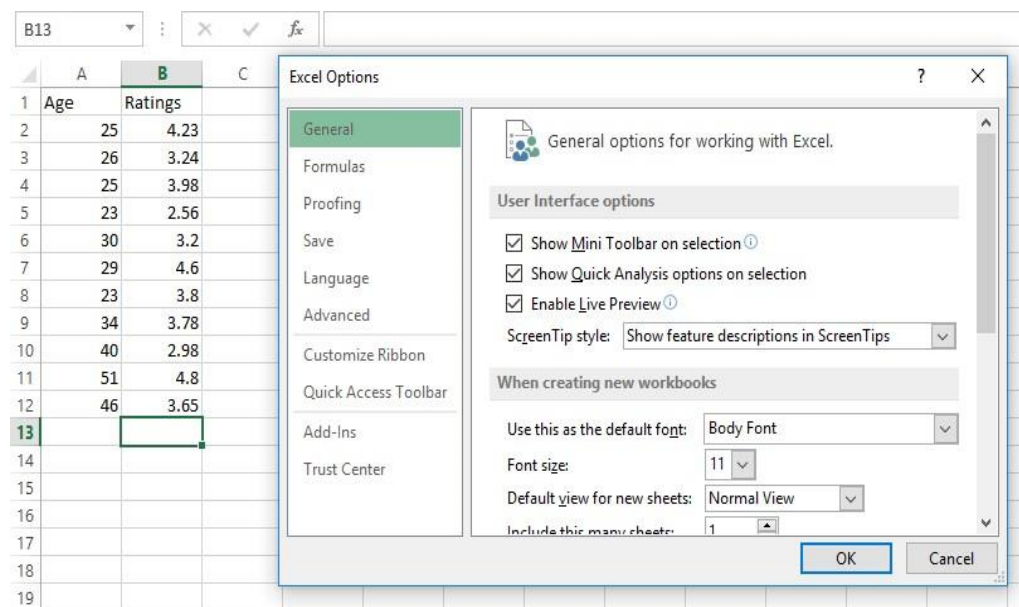 B13 fx
A B C
1 Age Ratings
2 25 4.23
3 26 3.24
4 25 3.98
5 23 2.56
6 30 3.2
7 29 4.6
8 23 3.8
9 34 3.78
10 40 2.98
11 51 4.8
12 46 3.65
13
14
15
16
17
18
19
Excel Options ?
General
Formulas
Proofing
Save
Language
Advanced
Customize Ribbon
Quick Access Toolbar
Add-Ins
Trust Center
General options for working with Excel.
User Interface options
Show Mini Toolbar on selection
Show Quick Analysis options on selection
Enable Live Preview
ScreenTip style: Show feature descriptions in ScreenTips
When creating new workbooks
Use this as the default font: Body Font
Font size: 11
Default view for new sheets: Normal View
Include this many sheets: 1
OK Cancel